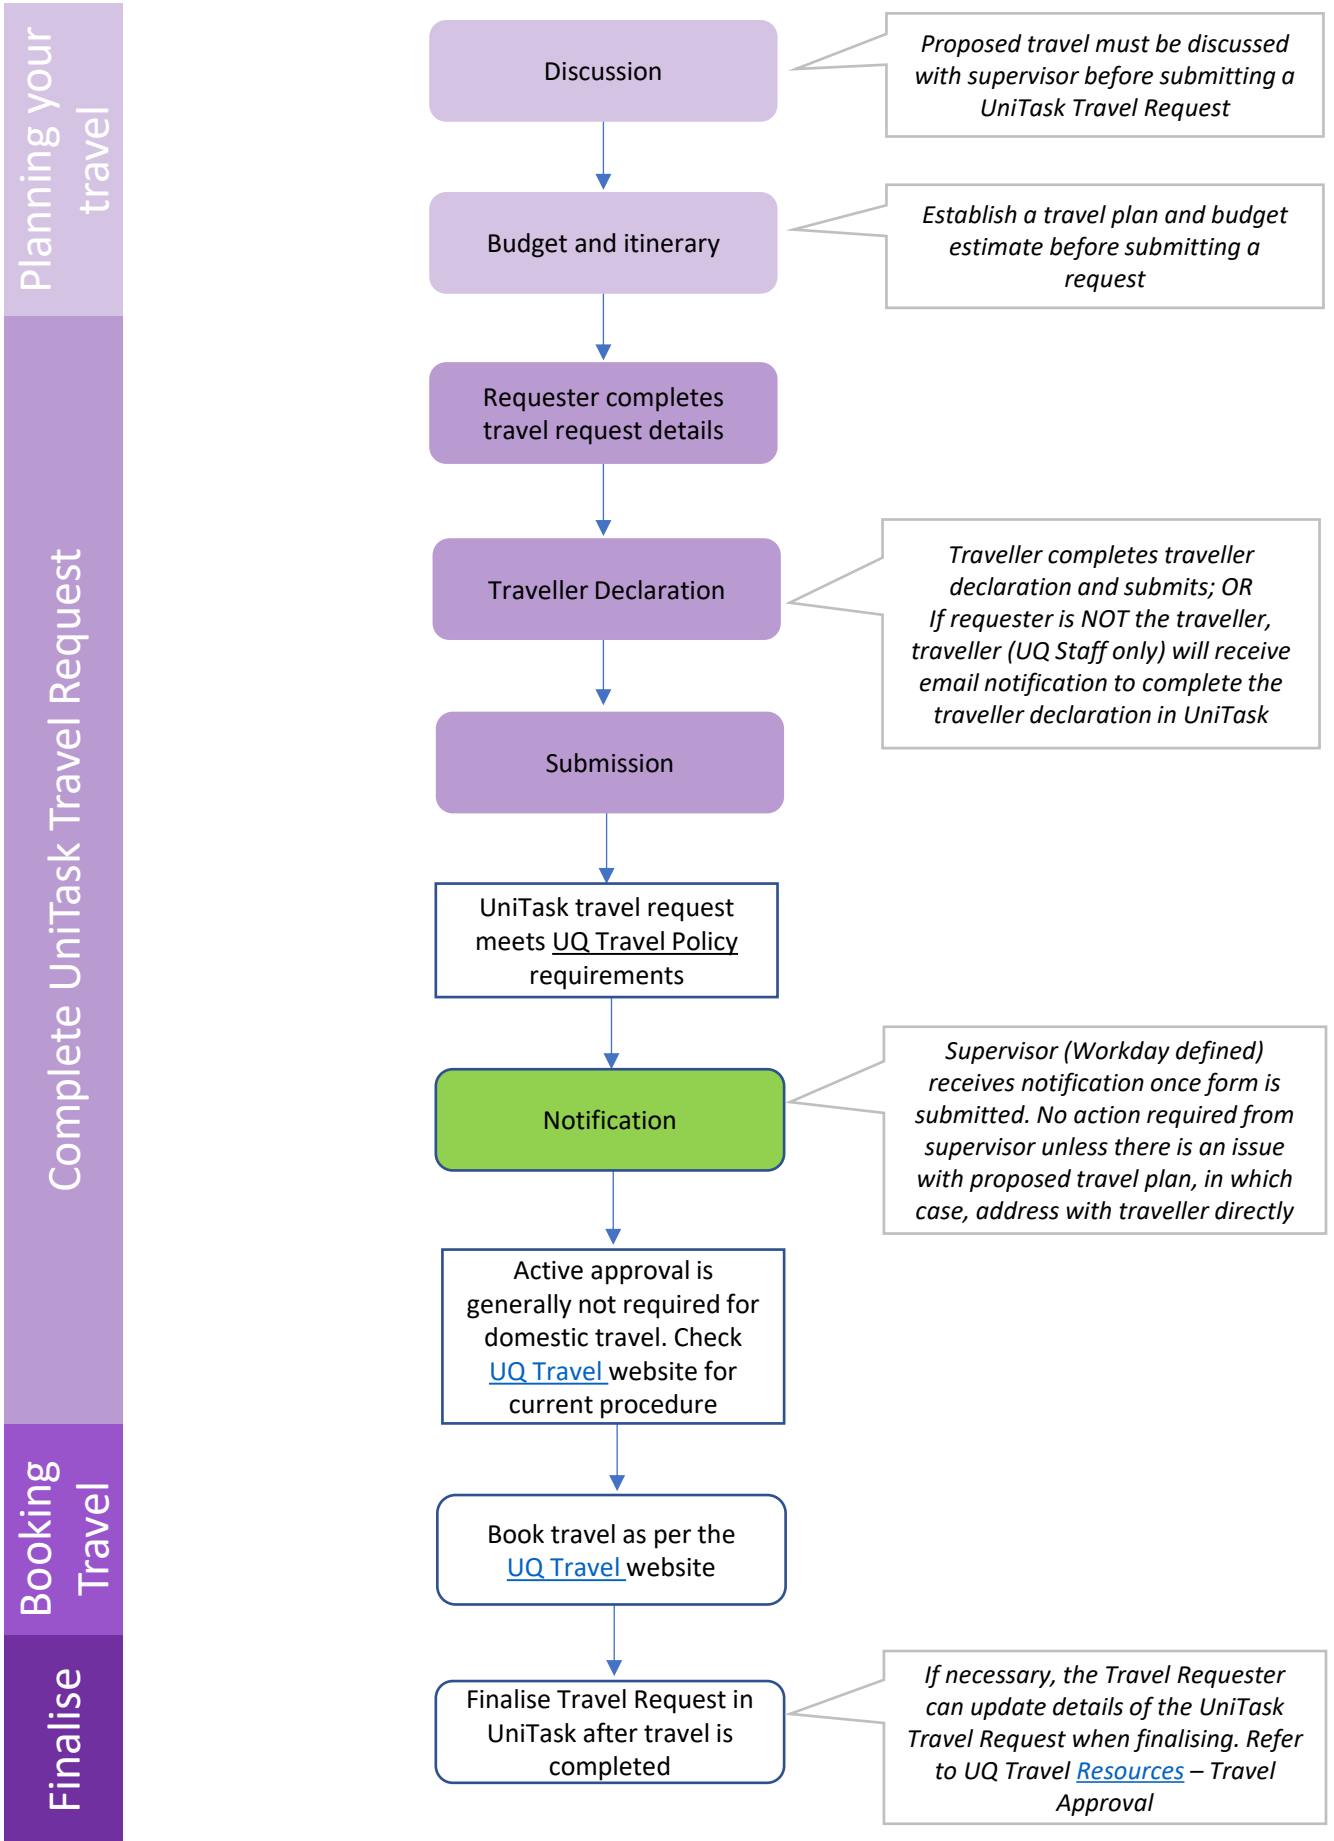 Planning your
travel
Discussion
Proposed travel must be discussed
with supervisor before submitting a
UniTask Travel Request
Budget and itinerary
Establish a travel plan and budget
estimate before submitting a
request
Complete UniTask Travel Request
Requester completes
travel request details
Traveller Declaration
Traveller completes traveller
declaration and submits; OR
If requester is NOT the traveller,
traveller (UQ Staff only) will receive
email notification to complete the
traveller declaration in UniTask
Submission
UniTask travel request
meets UQ Travel Policy
requirements
Notification
Supervisor (Workday defined)
receives notification once form is
submitted. No action required from
supervisor unless there is an issue
with proposed travel plan, in which
case, address with traveller directly
Active approval is
generally not required for
domestic travel. Check
UQ Travel website for
current procedure
Booking
Travel
Book travel as per the
UQ Travel website
Finalise
Finalise Travel Request in
UniTask after travel is
completed
If necessary, the Travel Requester
can update details of the UniTask
Travel Request when finalising. Refer
to UQ Travel Resources – Travel
Approval